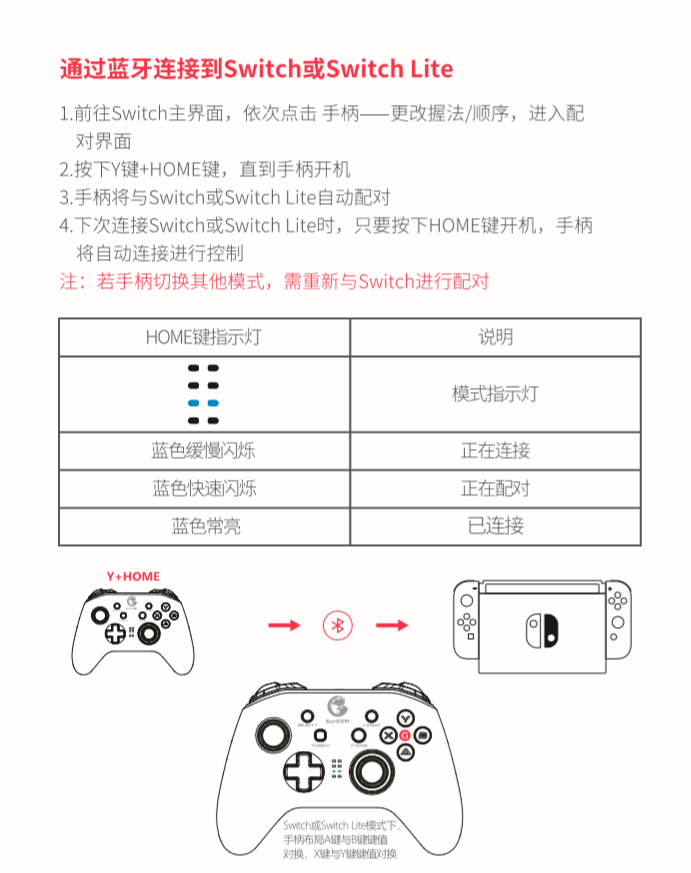 通过蓝牙连接到Switch或Switch Lite
1.前往Switch主界面，依次点击 手柄——更改握法/顺序，进入配
对界面
2.按下Y键+HOME键，直到手柄开机
3.手柄将与Switch或Switch Lite自动配对
4.下次连接Switch或Switch Lite时，只要按下HOME键开机，手柄
将自动连接进行控制
注：若手柄切换其他模式，需重新与Switch进行配对
HOME键指示灯 说明
模式指示灯
蓝色缓慢闪烁 正在连接
蓝色快速闪烁 正在配对
蓝色常亮 已连接
Y+HOME
Y
X G B
A
Switch或Switch Lite模式下，
手柄布局A键与B键键值
对换，X键与Y键键值对换